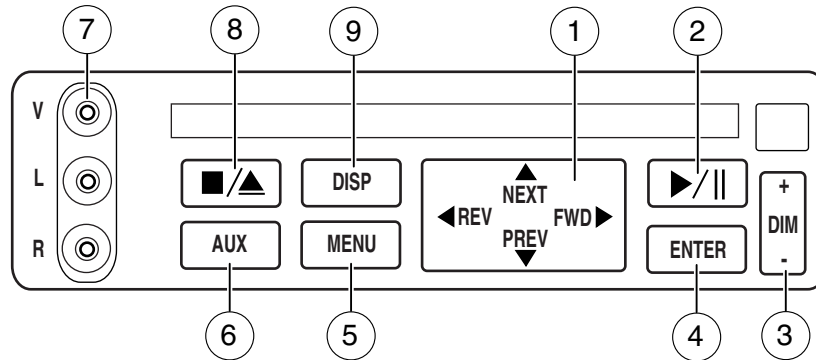 7 8 9 1 2
V
L
R
DISP
NEXT
REV FWD
PREV
AUX MENU
ENTER
+
DIM
-
6 5 4 3